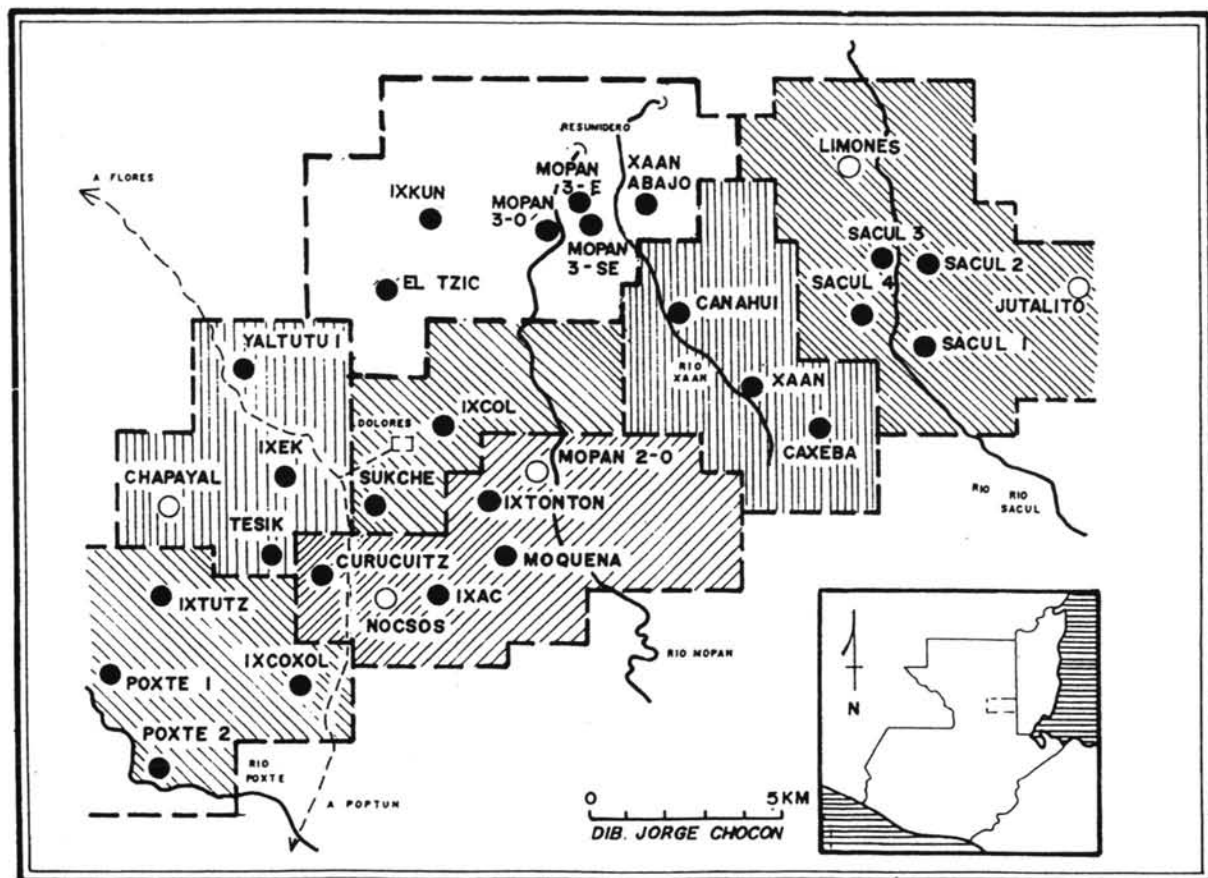 RESUMIDERO
LIMONES
A FLORES
IXKUN
MOPAN
3-O
MOPAN
3-E
XAAN
ABAJO
MOPAN
3-SE
SACUL 3
SACUL 2
EL TZIC
SACUL 4
JUTALITO
CANAHUI
YALTUTU 1
SACUL 1
RIO
XAAN
XAAN
DOLORES
IXCOL
CAXEBA
IXEK
MOPAN 2-O
CHAPAYAL
SUKCHE
IXTONTON
RIO
RIO
SACUL
TESIK
CURUCUITZ
MOQUENA
IXTUTZ
NOCSOS
IXAC
IXCOXOL
RIO MOPAN
POXTE 1
POXTE 2
RIO
POXTE
A POPTUN
0 5 KM
DIB. JORGE CHOCON
N